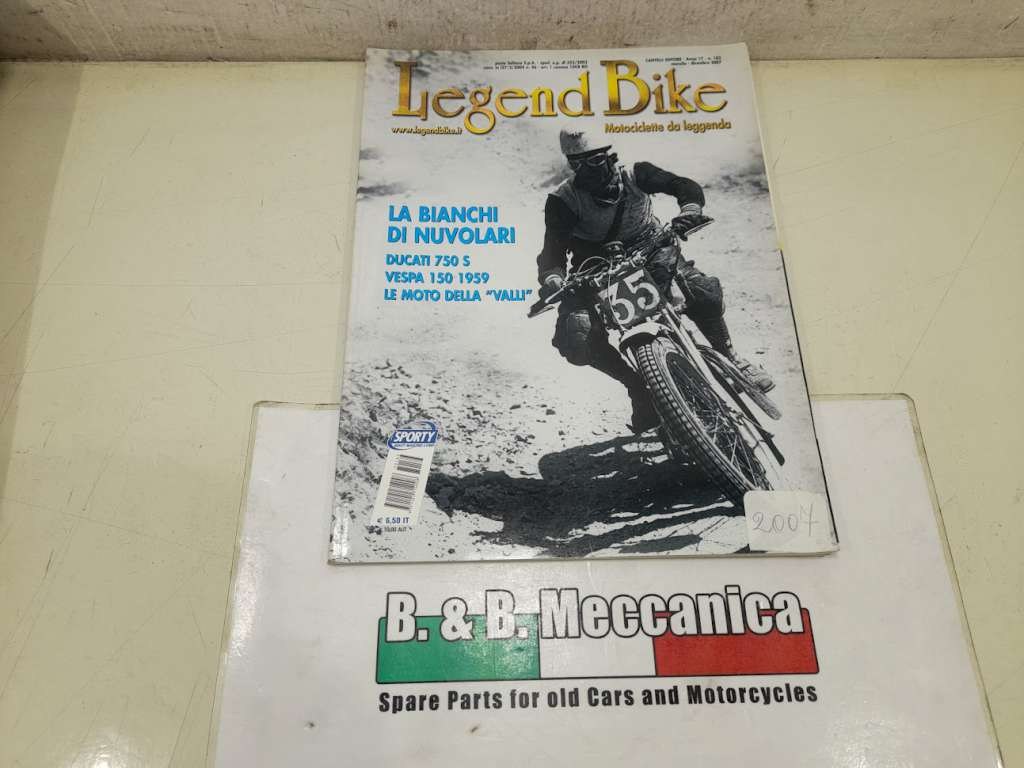 Legend Bike
www.legendbike.it
Motociclette da leggenda
LA BIANCHI
DI NUVOLARI
DUCATI 750 S
VESPA 150 1959
LE MOTO DELLA "VALLI"
35
SPORTY
€ 6,50 IT
2007
B. & B. Meccanica
Spare Parts for old Cars and Motorcycles